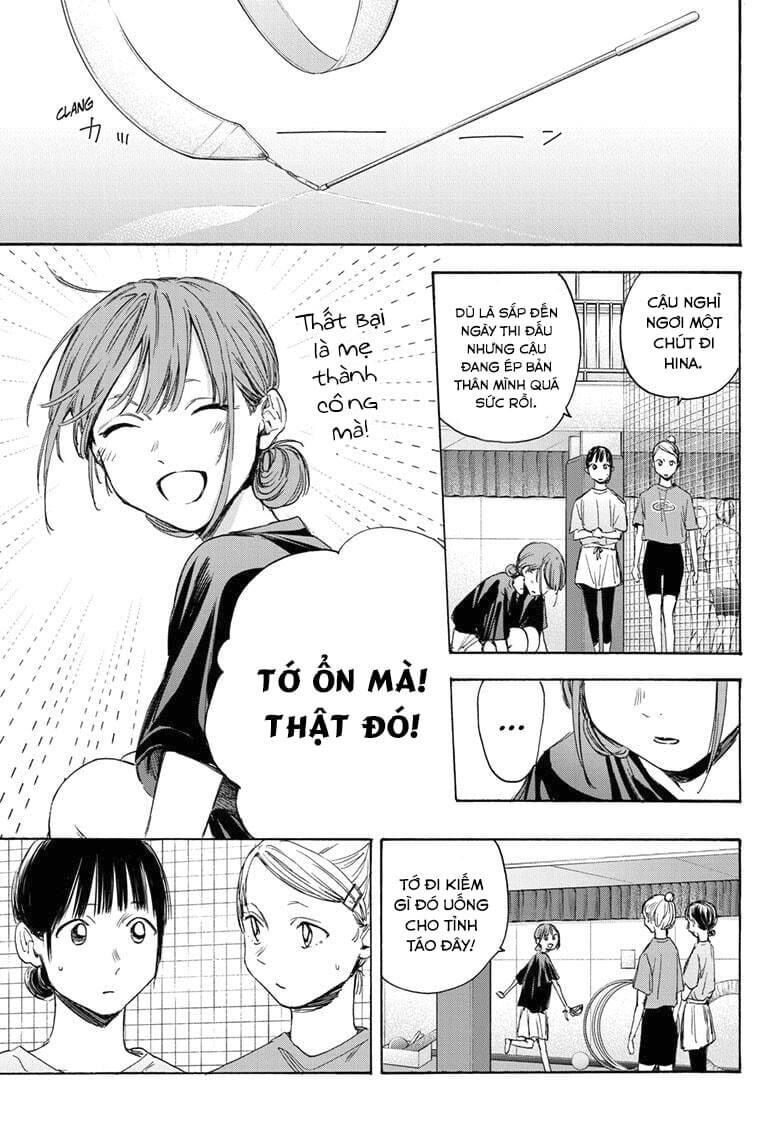 CLANG
カ
ン
CẬU NGHỈ
NGƠI MỘT
CHÚT ĐI
HINA.
DÙ LÀ SẮP ĐẾN
NGÀY THI ĐẤU
NHƯNG CẬU
ĐANG ÉP BẢN
THÂN MÌNH QUÁ
SỨC RỒI.
...
Thất bại
là mẹ
thành
công
mà!
TỚ ỔN MÀ!
THẬT ĐÓ!
TỚ ĐI KIẾM
GÌ ĐÓ UỐNG
CHO TỈNH
TÁO ĐÂY!